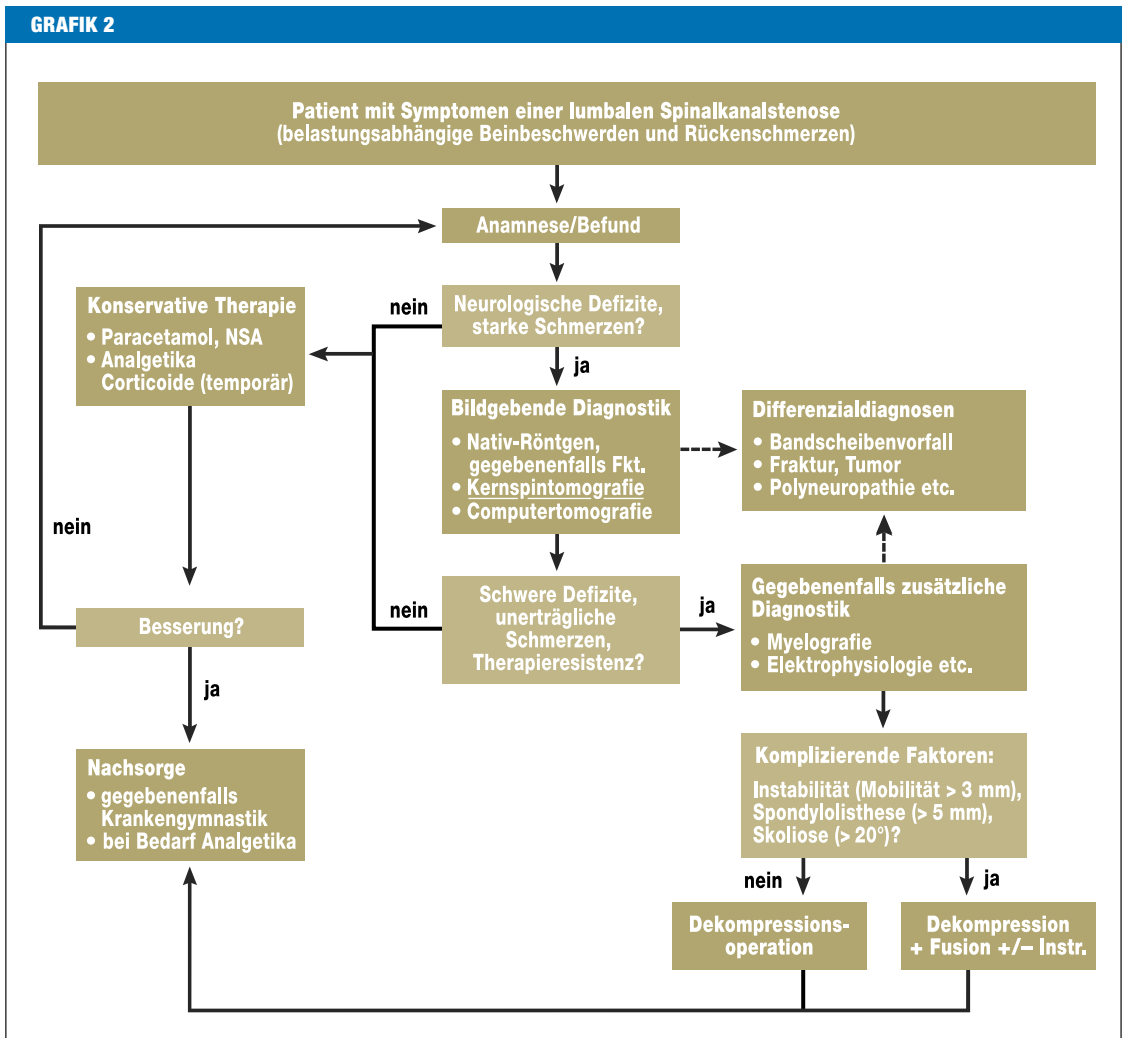 GRAFIK 2
Patient mit Symptomen einer lumbalen Spinalkanalstenose
(belastungsabhängige Beinbeschwerden und Rückenschmerzen)
Anamnese/Befund
Neurologische Defizite,
starke Schmerzen?
nein
ja
Konservative Therapie
• Paracetamol, NSA
• Analgetika
Corticoide (temporär)
Bildgebende Diagnostik
• Nativ-Röntgen,
gegebenenfalls Fkt.
• Kernspintomografie
• Computertomografie
Differenzialdiagnosen
• Bandscheibenvorfall
• Fraktur, Tumor
• Polyneuropathie etc.
nein
Besserung?
ja
Schwere Defizite,
unerträgliche
Schmerzen,
Therapieresistenz?
nein
ja
Gegebenenfalls zusätzliche
Diagnostik
• Myelografie
• Elektrophysiologie etc.
Nachsorge
• gegebenenfalls
Krankengymnastik
• bei Bedarf Analgetika
Komplizierende Faktoren:
Instabilität (Mobilität > 3 mm),
Spondylolisthese (> 5 mm),
Skoliose (> 20°)?
nein
ja
Dekompressions-
operation
Dekompression
+ Fusion +/– Instr.